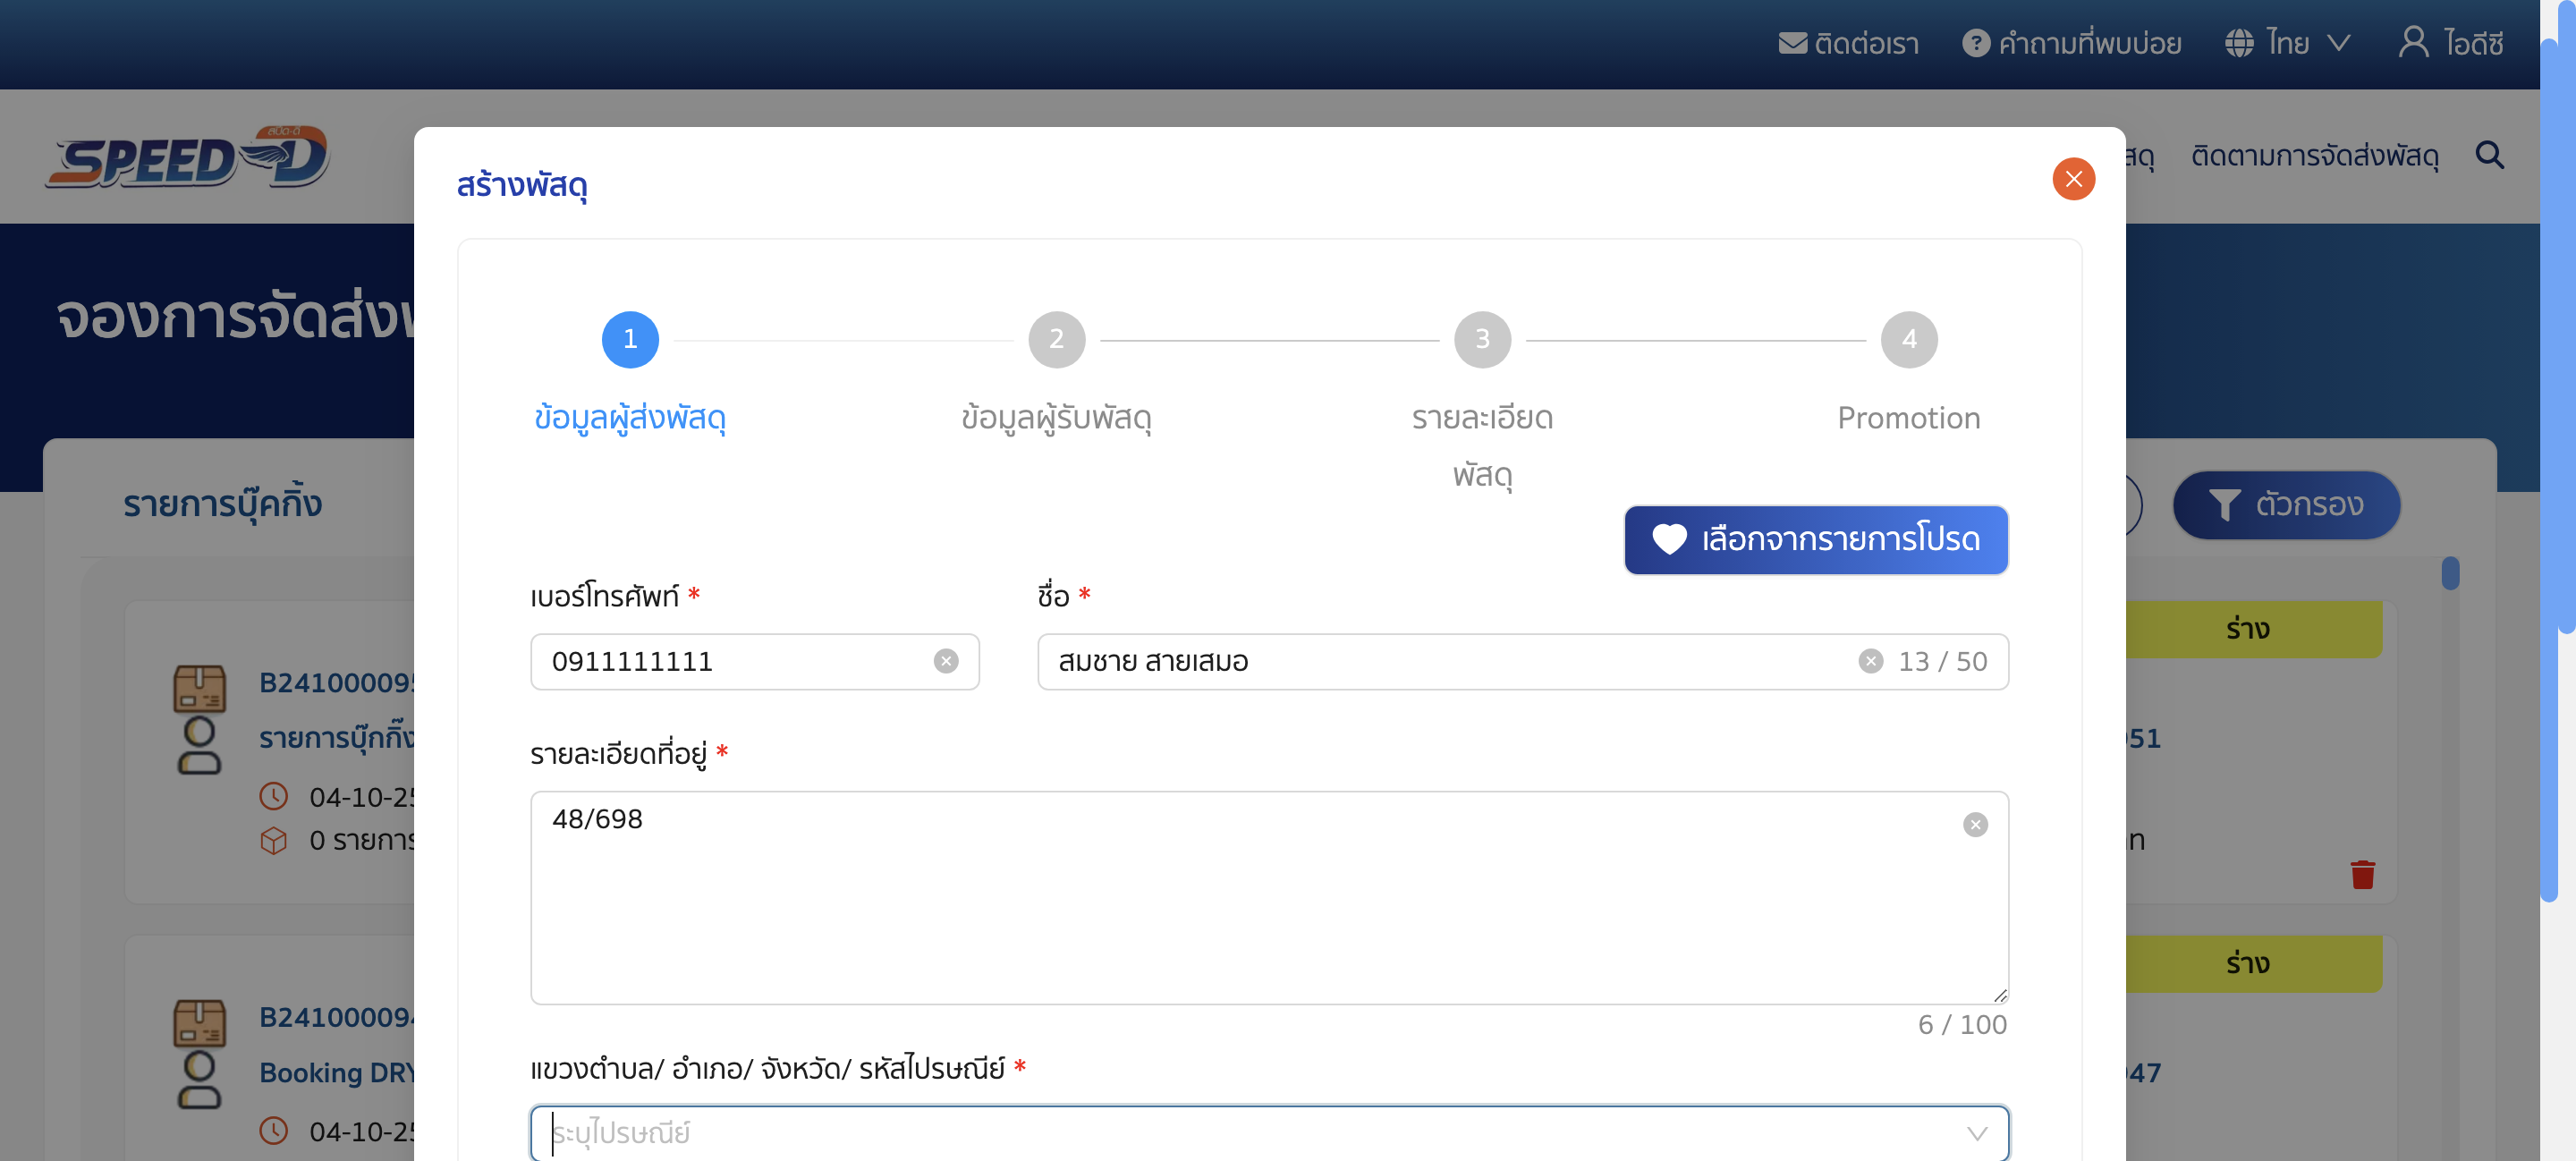 ติดต่อเรา
คำถามที่พบบ่อย
ไทย
ไอดีซี
สปีด-ดี
SPEED-D
ติดตามการจัดส่งพัสดุ
จองการจัดส่งพ
สร้างพัสดุ
1
2
3
4
ข้อมูลผู้ส่งพัสดุ
ข้อมูลผู้รับพัสดุ
รายละเอียด
พัสดุ
Promotion
รายการบุ๊คกิ้ง
ตัวกรอง
เลือกจากรายการโปรด
เบอร์โทรศัพท์ *
ชื่อ *
0911111111
สมชาย สายเสมอ
13 / 50
ร่าง
B241000095
รายการบุ๊กกิ้ง
51
04-10-25
0 รายการ
รายละเอียดที่อยู่ *
48/698
6 / 100
ร่าง
B241000094
Booking DRY
47
04-10-25
แขวงตำบล/ อำเภอ/ จังหวัด/ รหัสไปรษณีย์ *
ระบุไปรษณีย์